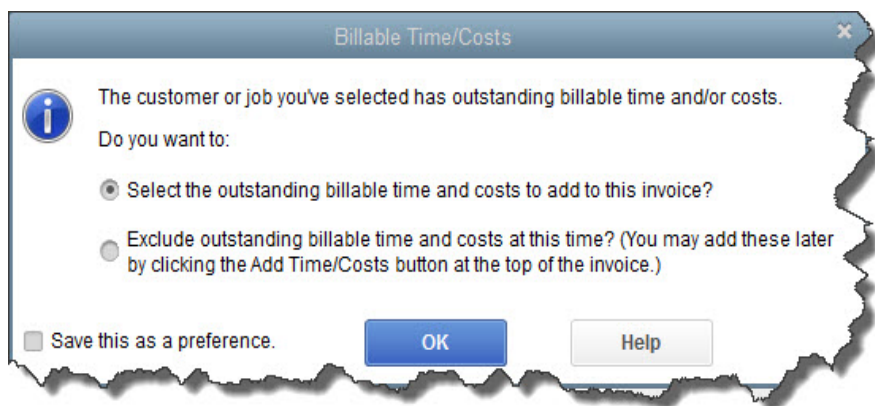 Billable Time/Costs
The customer or job you've selected has outstanding billable time and/or costs.
Do you want to:
Select the outstanding billable time and costs to add to this invoice?
Exclude outstanding billable time and costs at this time? (You may add these later
by clicking the Add Time/Costs button at the top of the invoice.)
Save this as a preference.
OK
Help